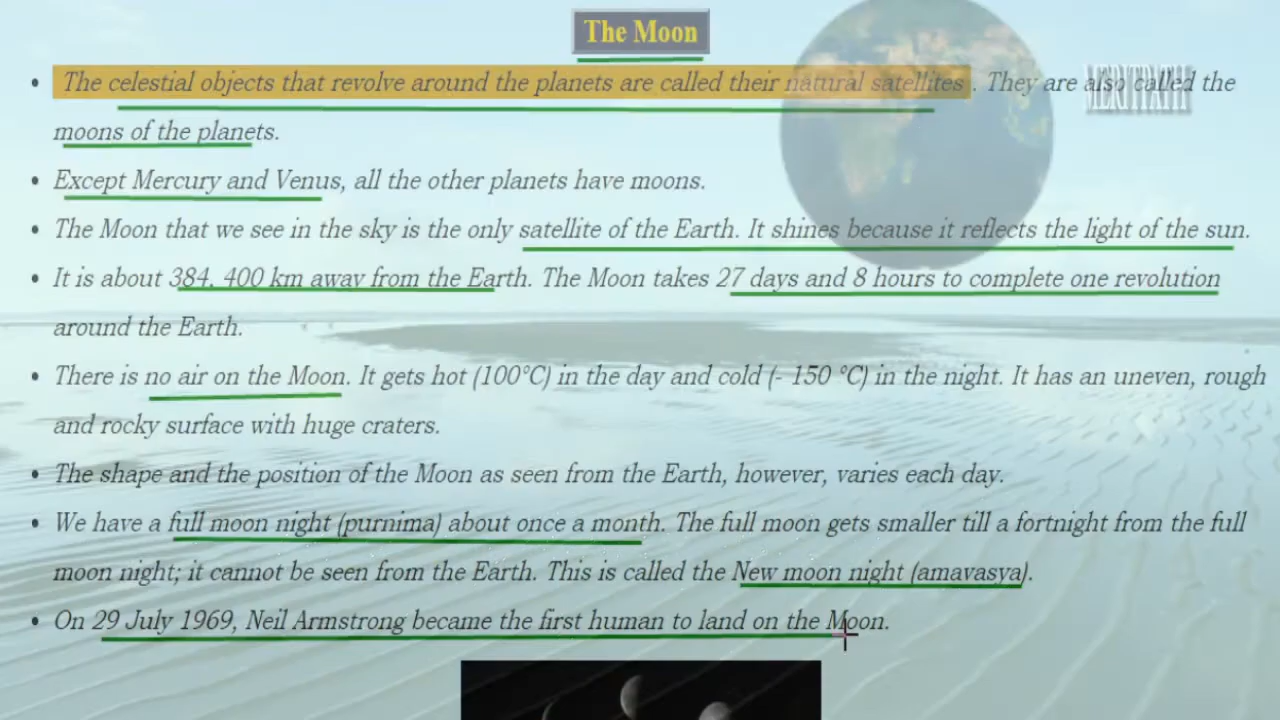 The Moon
• The celestial objects that revolve around the planets are called their natural satellites . They are also called the
moons of the planets.
MERITPATH
• Except Mercury and Venus, all the other planets have moons.
• The Moon that we see in the sky is the only satellite of the Earth. It shines because it reflects the light of the sun.
• It is about 384, 400 km away from the Earth. The Moon takes 27 days and 8 hours to complete one revolution
around the Earth.
• There is no air on the Moon. It gets hot (100°C) in the day and cold (- 150 °C) in the night. It has an uneven, rough
and rocky surface with huge craters.
• The shape and the position of the Moon as seen from the Earth, however, varies each day.
• We have a full moon night (purnima) about once a month. The full moon gets smaller till a fortnight from the full
moon night; it cannot be seen from the Earth. This is called the New moon night (amavasya).
• On 29 July 1969, Neil Armstrong became the first human to land on the Moon.